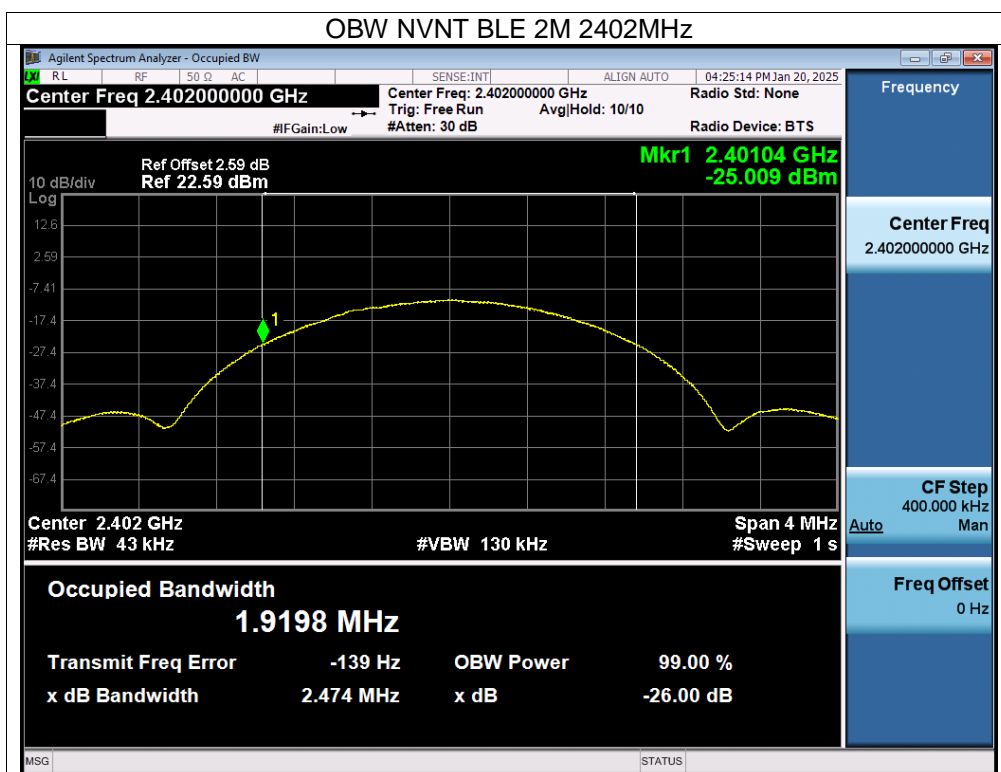 OBW NVNT BLE 2M 2402MHz
Agilent Spectrum Analyzer - Occupied BW
LXI RL RF 50 Ω AC SENSE:INT ALIGN AUTO 04:25:14 PM Jan 20, 2025
Center Freq 2.402000000 GHz
Center Freq: 2.402000000 GHz Radio Std: None
Trig: Free Run Avg|Hold: 10/10
#IFGain:Low #Atten: 30 dB Radio Device: BTS
Frequency
Mkr1 2.40104 GHz
-25.009 dBm
Ref Offset 2.59 dB
10 dB/div Ref 22.59 dBm
Log
12.6
2.59
-7.41
-17.4
-27.4
-37.4
-47.4
-57.4
-67.4
1
Center 2.402 GHz Span 4 MHz
#Res BW 43 kHz #VBW 130 kHz #Sweep 1 s
Center Freq
2.402000000 GHz
CF Step
400.000 kHz
Auto Man
Freq Offset
0 Hz
Occupied Bandwidth
1.9198 MHz
Transmit Freq Error -139 Hz OBW Power 99.00 %
x dB Bandwidth 2.474 MHz x dB -26.00 dB
MSG STATUS